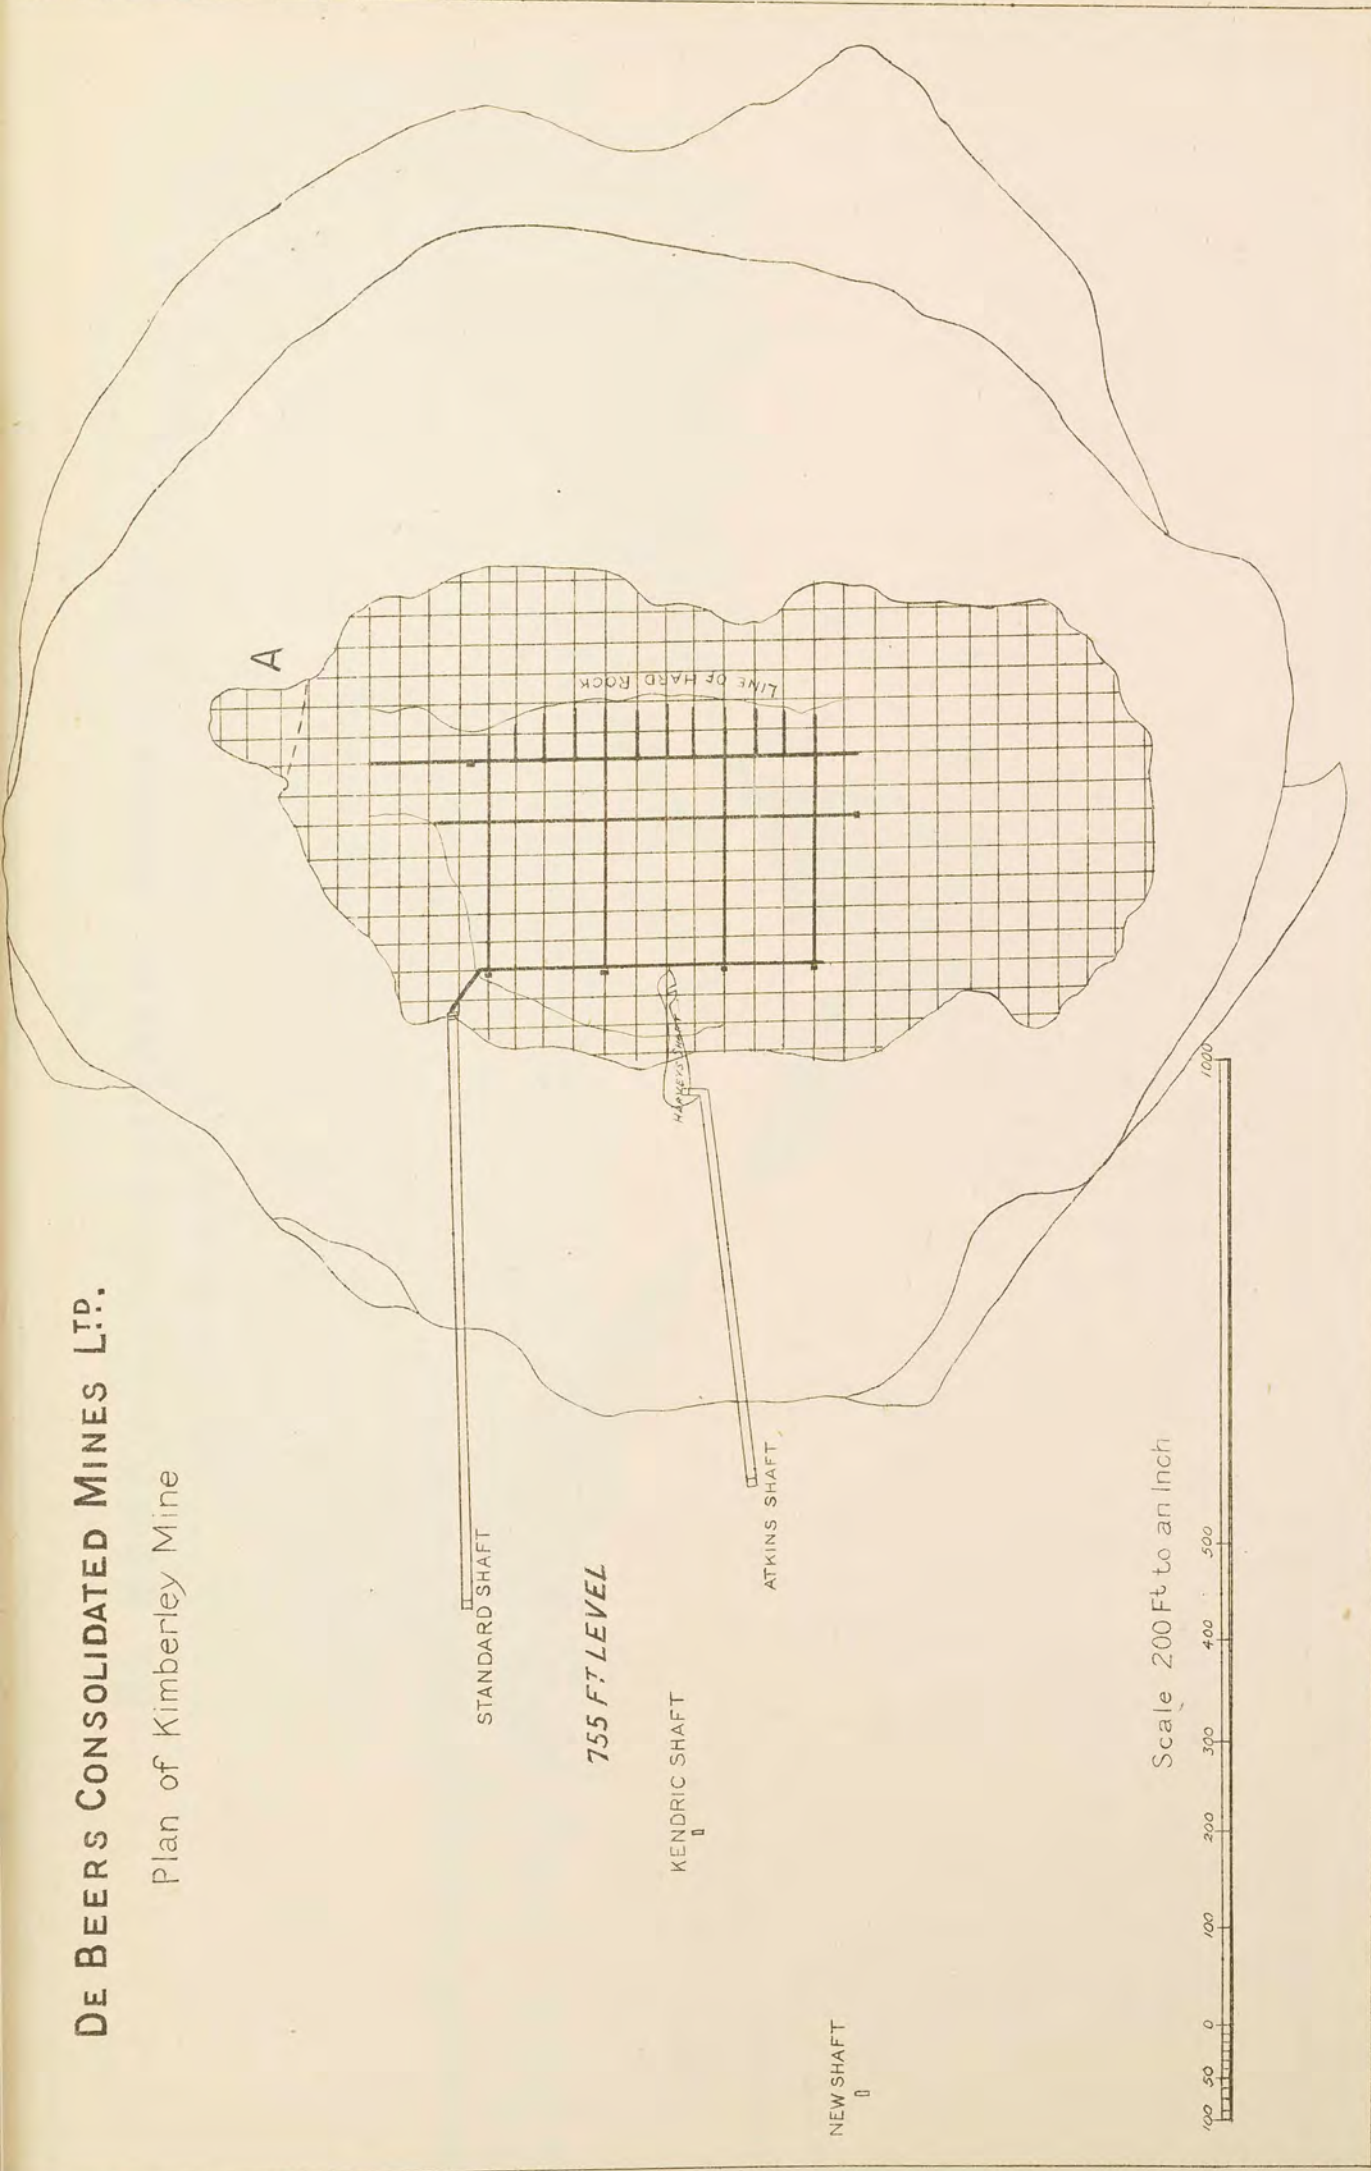 DE BEERS CONSOLIDATED MINES LTD.
Plan of Kimberley Mine
A
LINE OF HARD ROCK
HARVEYS SHAFT
STANDARD SHAFT
ATKINS SHAFT
755 FT LEVEL
KENDRIC SHAFT
NEW SHAFT
Scale 200 Ft to an Inch
100 50 0 100 200 300 400 500 1000